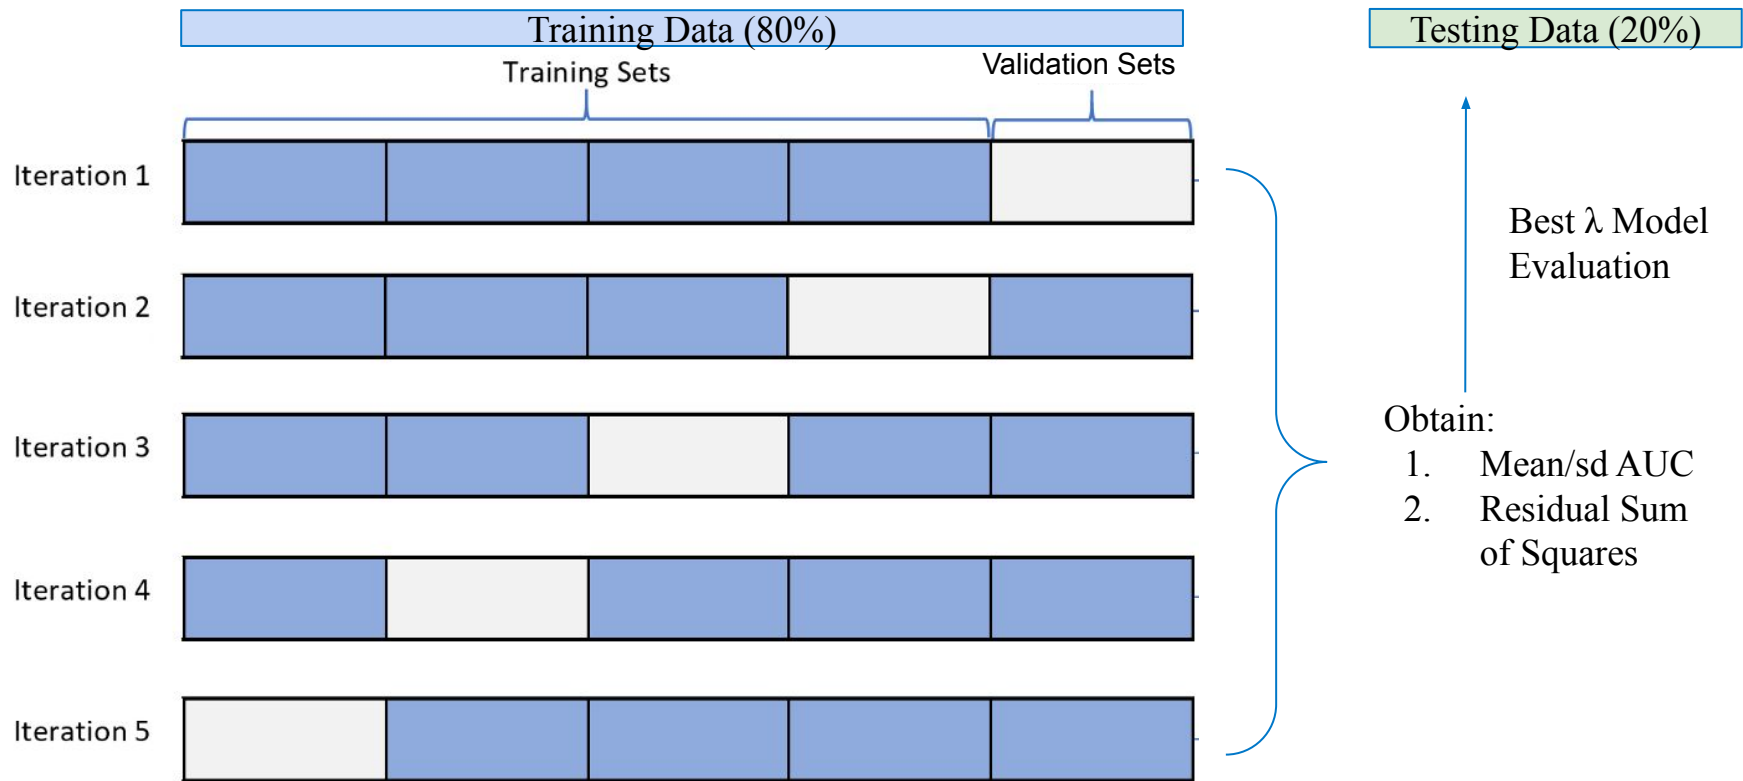 Training Data (80%)
Testing Data (20%)
Training Sets
Validation Sets
Iteration 1
Iteration 2
Iteration 3
Iteration 4
Iteration 5
Best λ Model
Evaluation
Obtain:
1. Mean/sd AUC
2. Residual Sum
of Squares